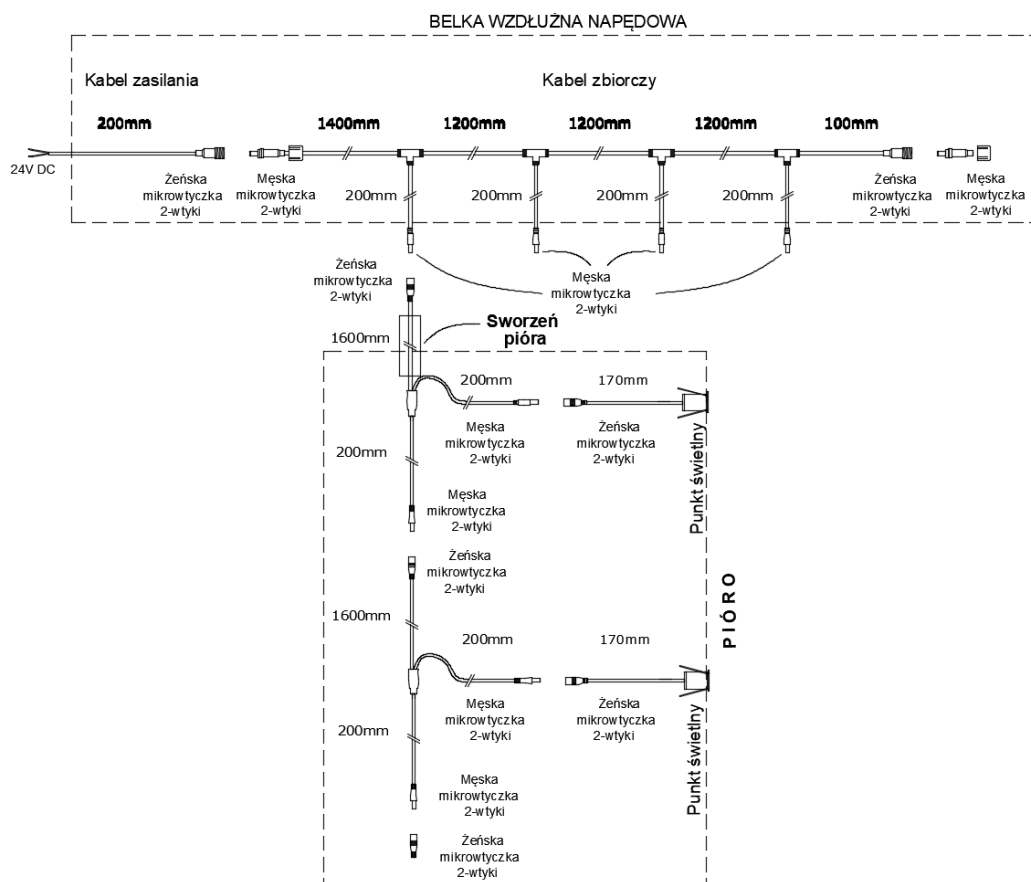 BELKA WZDŁUŻNA NAPĘDOWA
Kabel zasilania
Kabel zbiorczy
200mm
1400mm
1200mm
1200mm
1200mm
100mm
24V DC
Żeńska
mikrowtyczka
2-wtyki
Męska
mikrowtyczka
2-wtyki
200mm
200mm
200mm
200mm
Żeńska
mikrowtyczka
2-wtyki
Męska
mikrowtyczka
2-wtyki
Żeńska
mikrowtyczka
2-wtyki
Męska
mikrowtyczka
2-wtyki
Sworzeń
pióra
1600mm
200mm
170mm
Męska
mikrowtyczka
2-wtyki
Żeńska
mikrowtyczka
2-wtyki
Punkt świetlny
200mm
Męska
mikrowtyczka
2-wtyki
Żeńska
mikrowtyczka
2-wtyki
PIÓRO
1600mm
200mm
170mm
Męska
mikrowtyczka
2-wtyki
Żeńska
mikrowtyczka
2-wtyki
Punkt świetlny
200mm
Męska
mikrowtyczka
2-wtyki
Żeńska
mikrowtyczka
2-wtyki